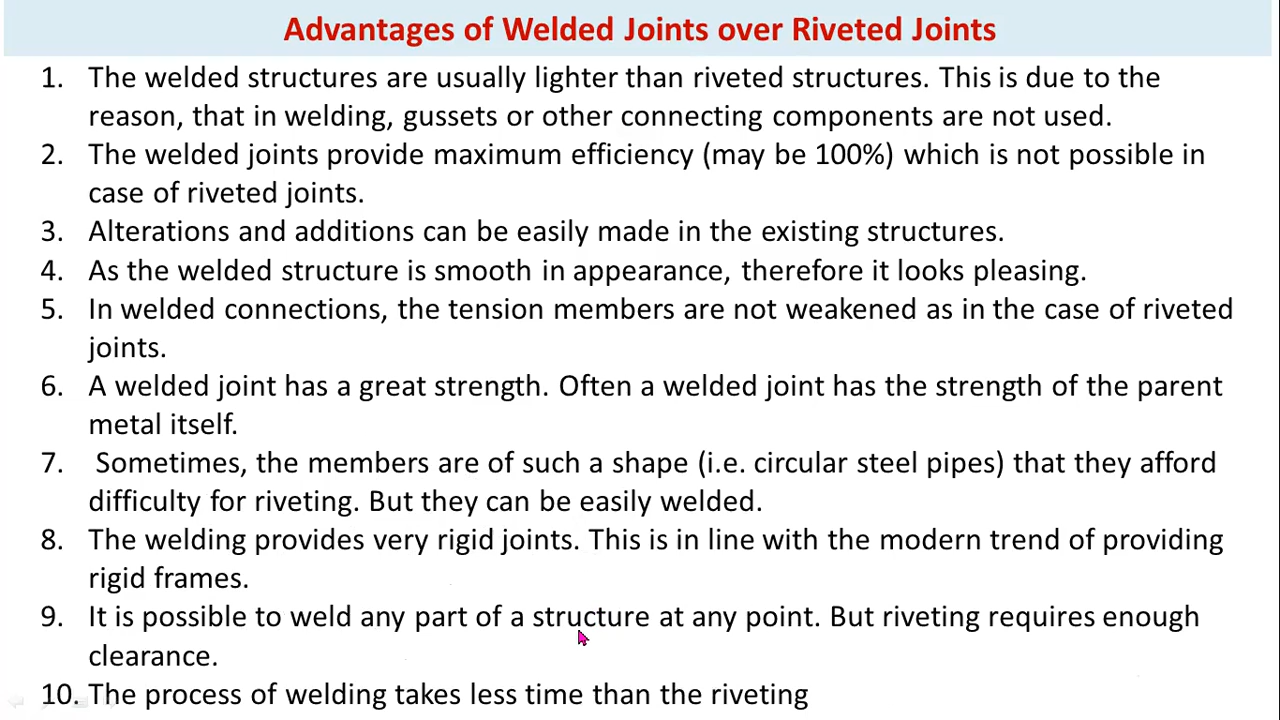 Advantages of Welded Joints over Riveted Joints
1. The welded structures are usually lighter than riveted structures. This is due to the
reason, that in welding, gussets or other connecting components are not used.
2. The welded joints provide maximum efficiency (may be 100%) which is not possible in
case of riveted joints.
3. Alterations and additions can be easily made in the existing structures.
4. As the welded structure is smooth in appearance, therefore it looks pleasing.
5. In welded connections, the tension members are not weakened as in the case of riveted
joints.
6. A welded joint has a great strength. Often a welded joint has the strength of the parent
metal itself.
7. Sometimes, the members are of such a shape (i.e. circular steel pipes) that they afford
difficulty for riveting. But they can be easily welded.
8. The welding provides very rigid joints. This is in line with the modern trend of providing
rigid frames.
9. It is possible to weld any part of a structure at any point. But riveting requires enough
clearance.
10. The process of welding takes less time than the riveting